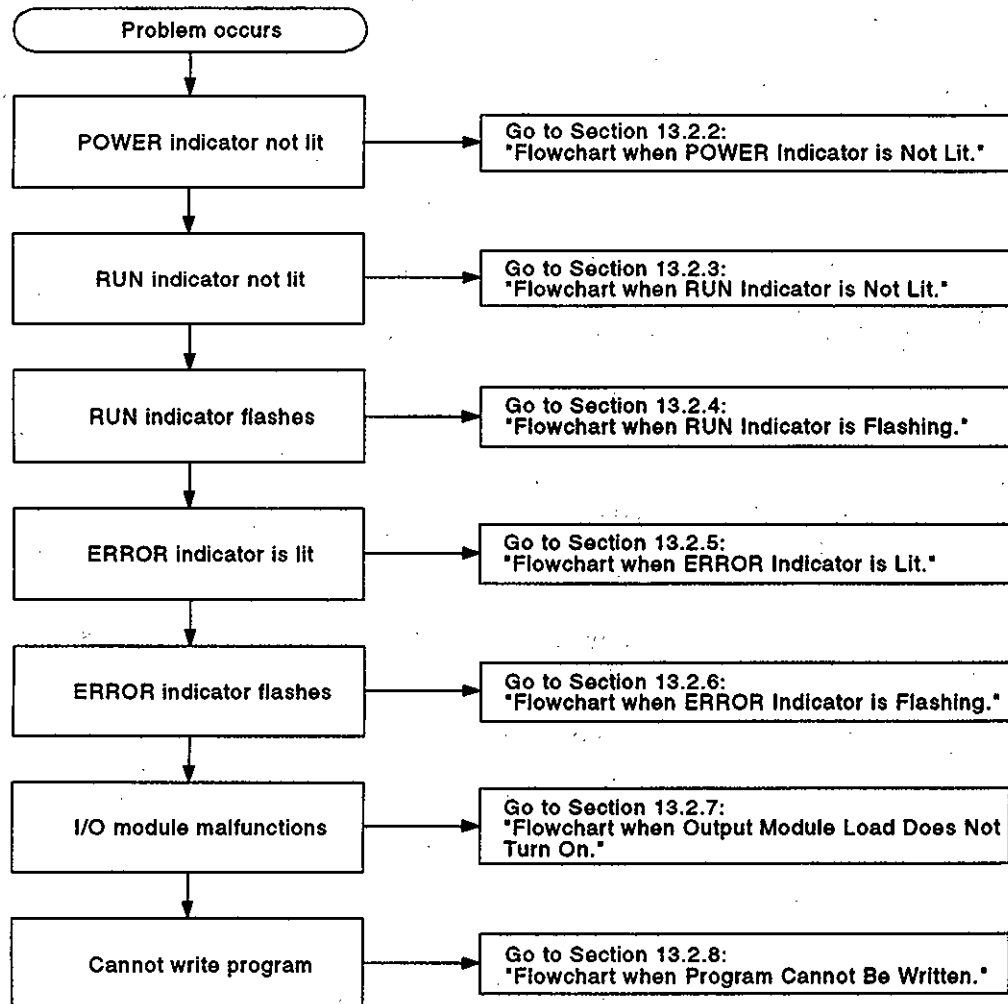 Problem occurs
POWER indicator not lit
Go to Section 13.2.2:
"Flowchart when POWER Indicator is Not Lit."
RUN indicator not lit
Go to Section 13.2.3:
"Flowchart when RUN Indicator is Not Lit."
RUN indicator flashes
Go to Section 13.2.4:
"Flowchart when RUN Indicator is Flashing."
ERROR indicator is lit
Go to Section 13.2.5:
"Flowchart when ERROR Indicator is Lit."
ERROR indicator flashes
Go to Section 13.2.6:
"Flowchart when ERROR Indicator is Flashing."
I/O module malfunctions
Go to Section 13.2.7:
"Flowchart when Output Module Load Does Not
Turn On."
Cannot write program
Go to Section 13.2.8:
"Flowchart when Program Cannot Be Written."